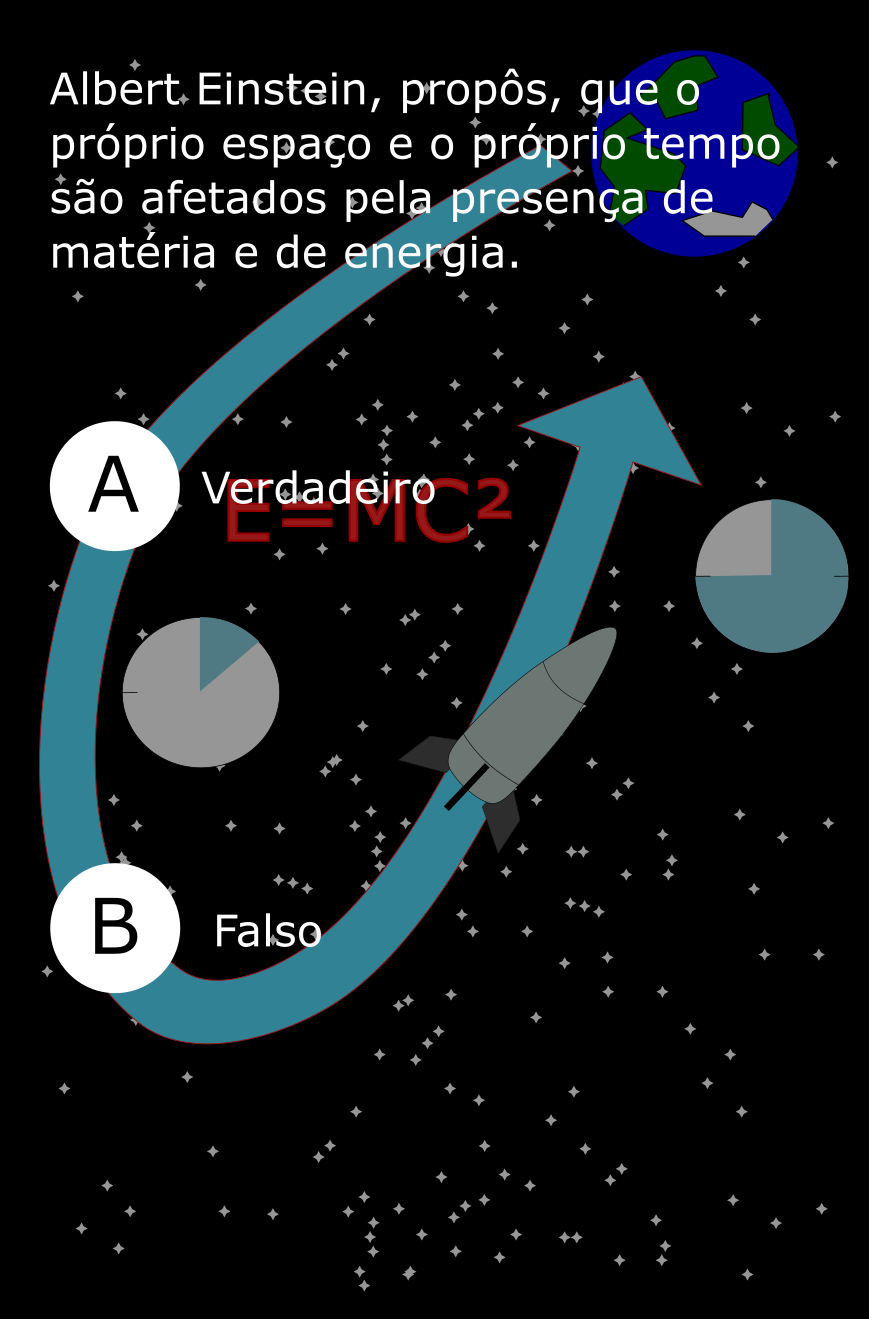 Albert Einstein, propôs, que o
próprio espaço e o próprio tempo
são afetados pela presença de
matéria e de energia.
A
Verdadeiro
E=MC²
B
Falso